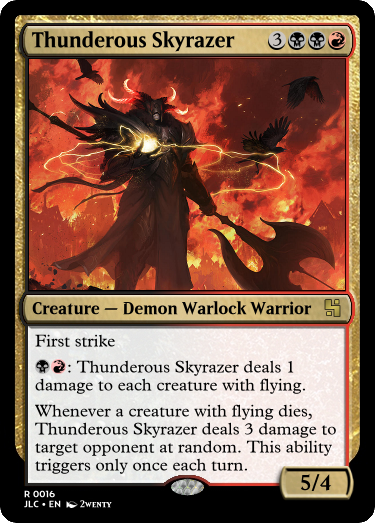 Thunderous Skyrazer 3
First strike
: Thunderous Skyrazer deals 1
damage to each creature with flying.
Whenever a creature with flying dies,
Thunderous Skyrazer deals 3 damage to
target opponent at random. This ability
triggers only once each turn.
Creature — Demon Warlock Warrior
5/4
R 0016
JLC • EN 2WENTY